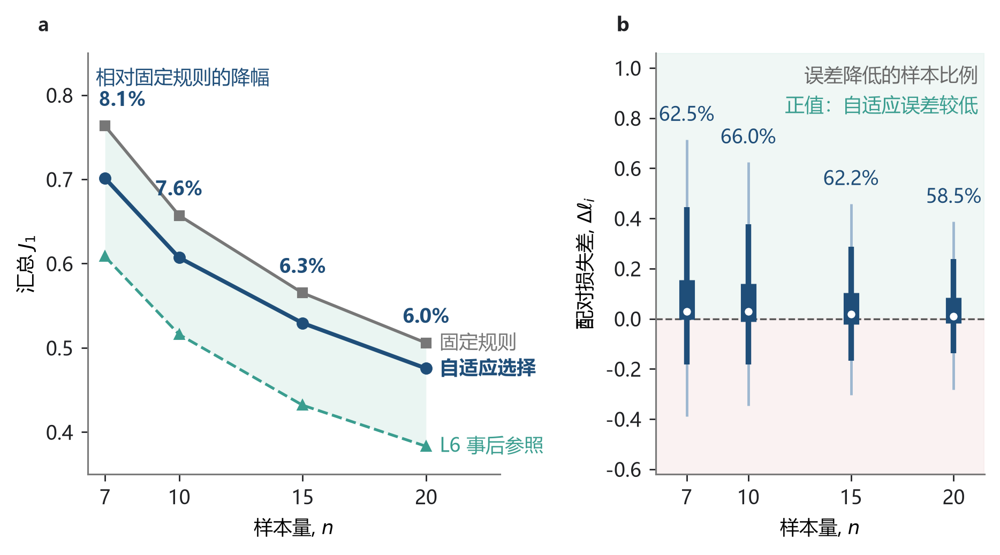 a
相对固定规则的降幅
8.1%
7.6%
6.3%
6.0%
固定规则
自适应选择
L6 事后参照
汇总 J₁
0.8
0.7
0.6
0.5
0.4
7 10 15 20
样本量, n
b
误差降低的样本比例
正值：自适应误差较低
62.5%
66.0%
62.2%
58.5%
配对损失差, Δℓᵢ
1.0
0.8
0.6
0.4
0.2
0.0
-0.2
-0.4
-0.6
7 10 15 20
样本量, n